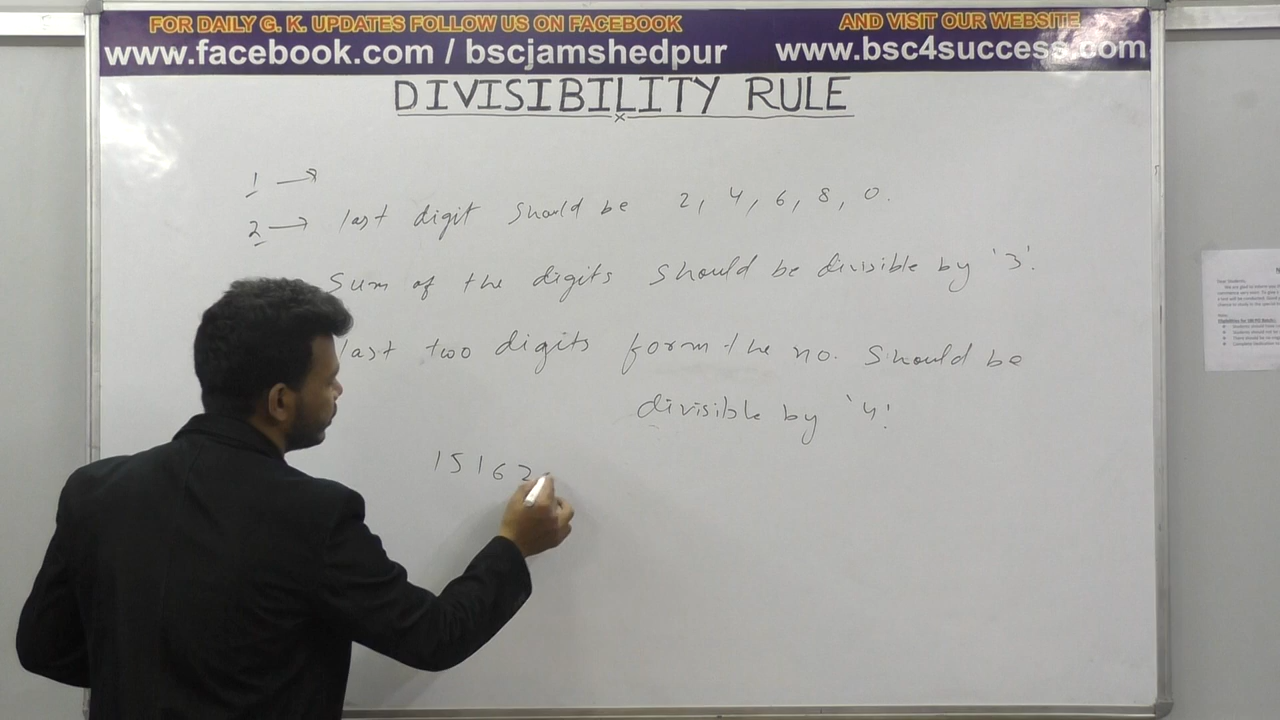 FOR DAILY G. K. UPDATES FOLLOW US ON FACEBOOK AND VISIT OUR WEBSITE
www.facebook.com / bscjamshedpur www.bsc4success.com
DIVISIBILITY RULE
1 →
2 → last digit should be 2, 4, 6, 8, 0.
Sum of the digits should be divisible by '3'.
last two digits form the no. should be
divisible by '4'.
15162